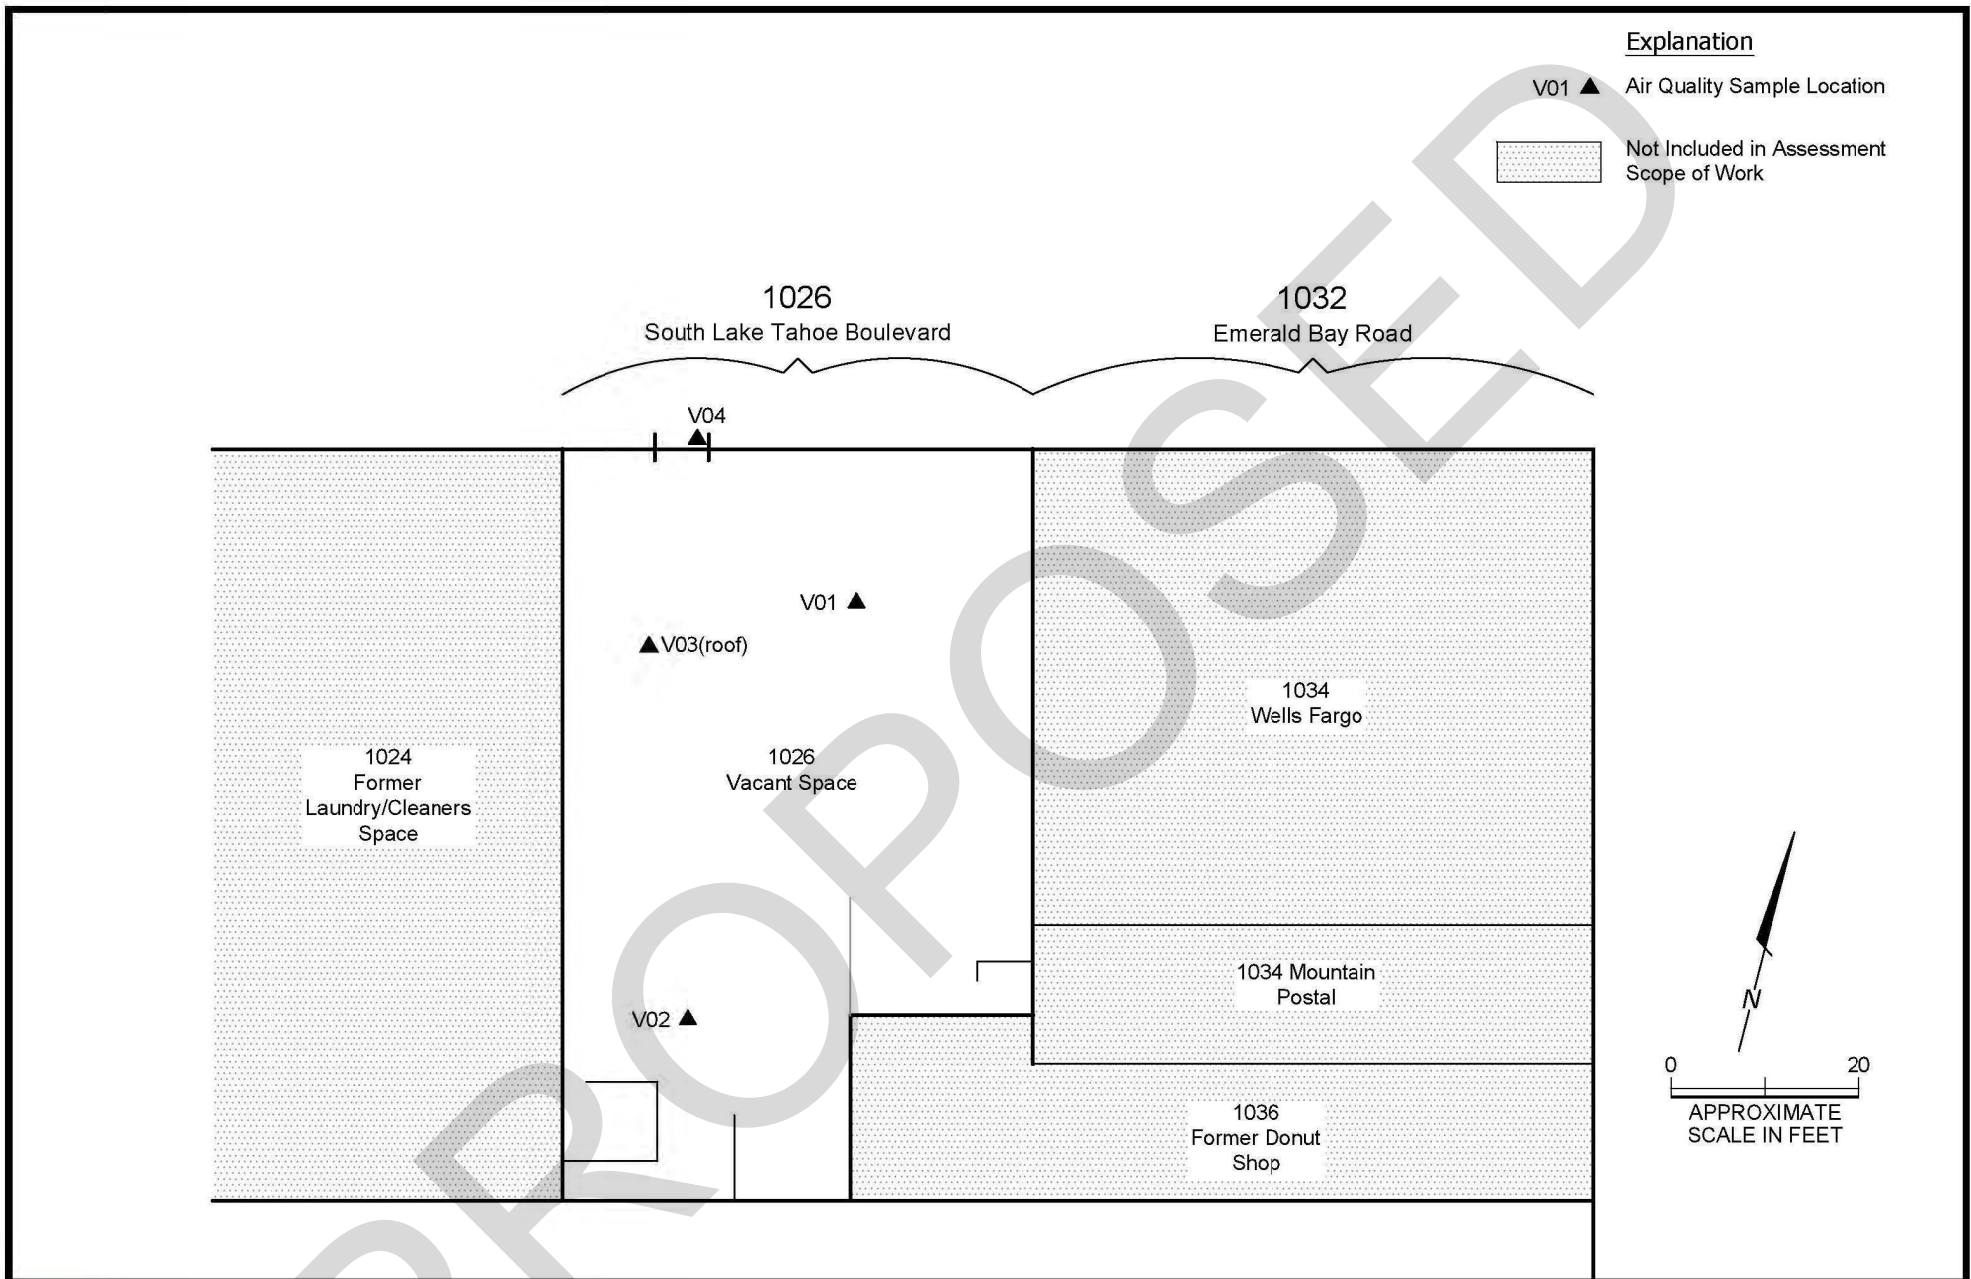 Explanation
V01 Air Quality Sample Location
Not Included in Assessment
Scope of Work
1026
South Lake Tahoe Boulevard
1032
Emerald Bay Road
V04
V01
V03(roof)
1034
Wells Fargo
1024
Former
Laundry/Cleaners
Space
1026
Vacant Space
1034 Mountain
Postal
V02
N
0 20
APPROXIMATE
SCALE IN FEET
1036
Former Donut
Shop
PROPOSED